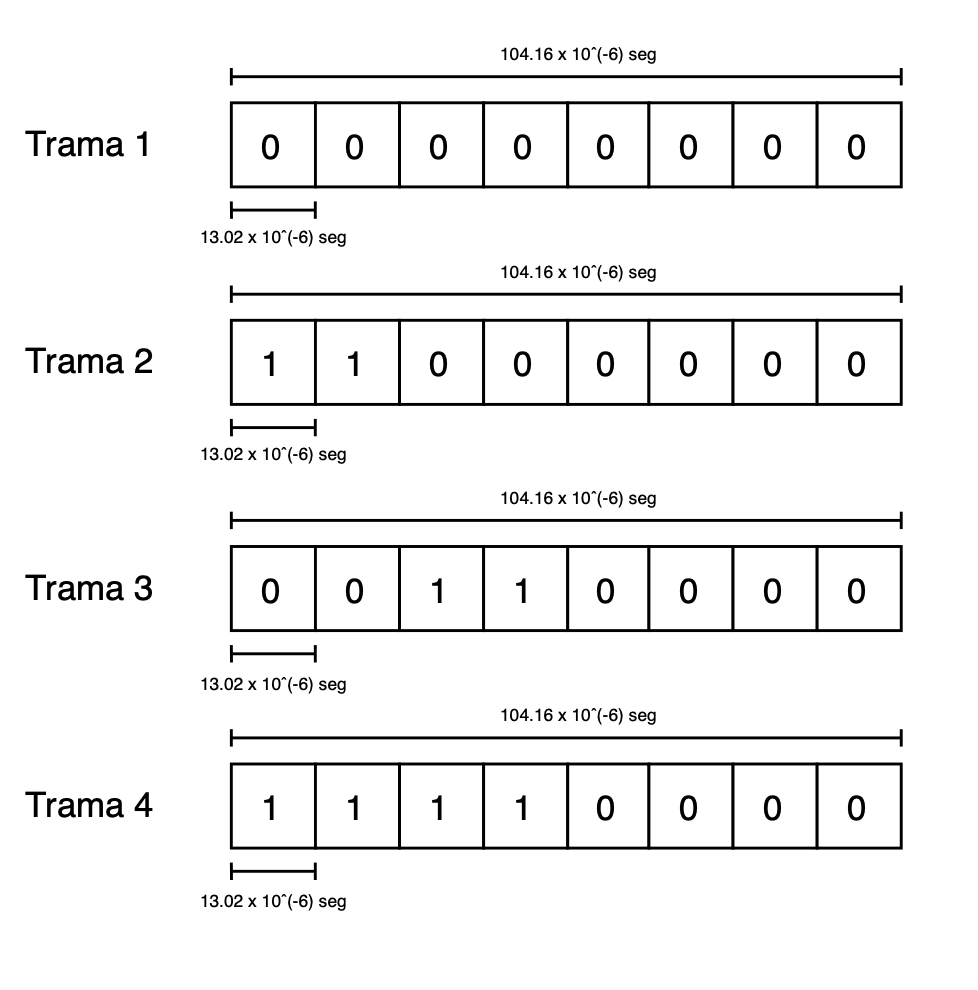 104.16 x 10^(-6) seg
Trama 1
0 0 0 0 0 0 0 0
13.02 x 10^(-6) seg
104.16 x 10^(-6) seg
Trama 2
1 1 0 0 0 0 0 0
13.02 x 10^(-6) seg
104.16 x 10^(-6) seg
Trama 3
0 0 1 1 0 0 0 0
13.02 x 10^(-6) seg
104.16 x 10^(-6) seg
Trama 4
1 1 1 1 0 0 0 0
13.02 x 10^(-6) seg